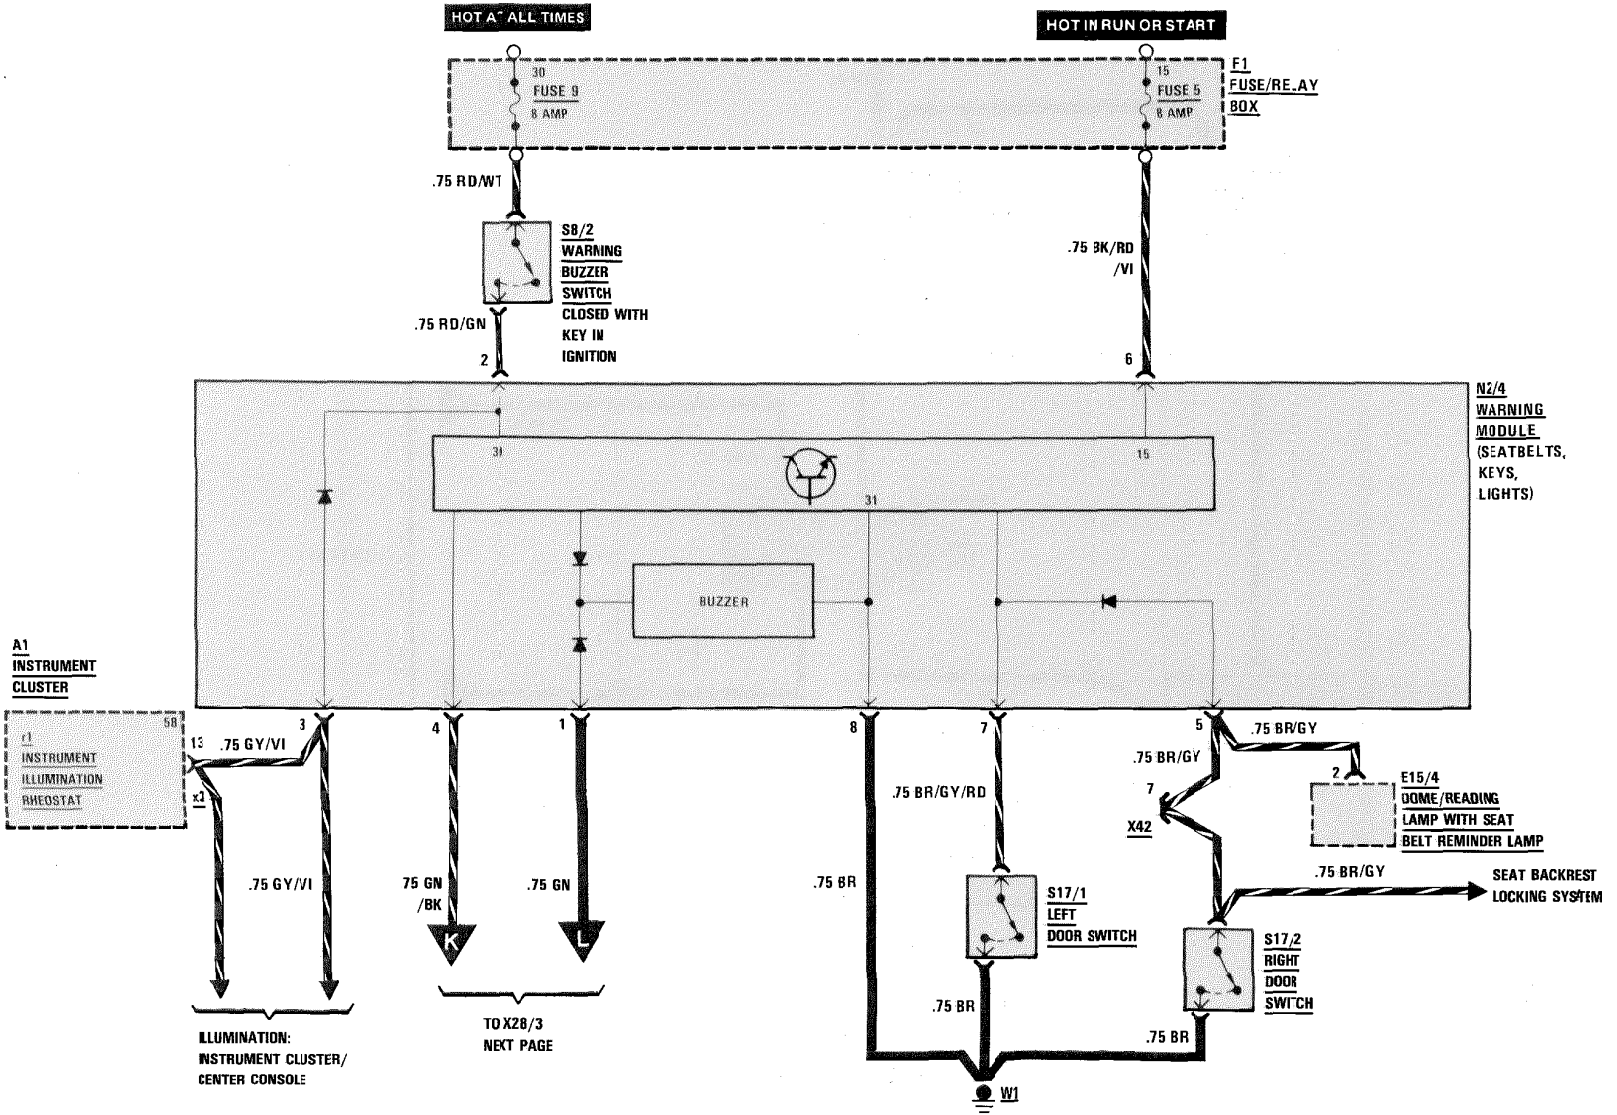 HOT A" ALL TIMES
HOT IN RUN OR START
30
FUSE 9
8 AMP
15
FUSE 5
8 AMP
F1
FUSE/RELAY
BOX
.75 RD/WT
S8/2
WARNING
BUZZER
SWITCH
CLOSED WITH
KEY IN
IGNITION
.75 RD/GN
2
.75 BK/RD
/VI
6
N2/4
WARNING
MODULE
(SEATBELTS,
KEYS,
LIGHTS)
30
15
31
BUZZER
A1
INSTRUMENT
CLUSTER
58
r1
INSTRUMENT
ILLUMINATION
RHEOSTAT
13
.75 GY/VI
x1
3
4
1
8
7
5
.75 BR/GY
.75 BR/GY
7
X42
2
E15/4
DOME/READING
LAMP WITH SEAT
BELT REMINDER LAMP
.75 GY/VI
75 GN
/BK
.75 GN
.75 BR
.75 BR/GY/RD
.75 BR/GY
SEAT BACKREST
LOCKING SYSTEM
K
L
S17/1
LEFT
DOOR SWITCH
S17/2
RIGHT
DOOR
SWITCH
.75 BR
.75 BR
W1
ILLUMINATION:
INSTRUMENT CLUSTER/
CENTER CONSOLE
TO X28/3
NEXT PAGE